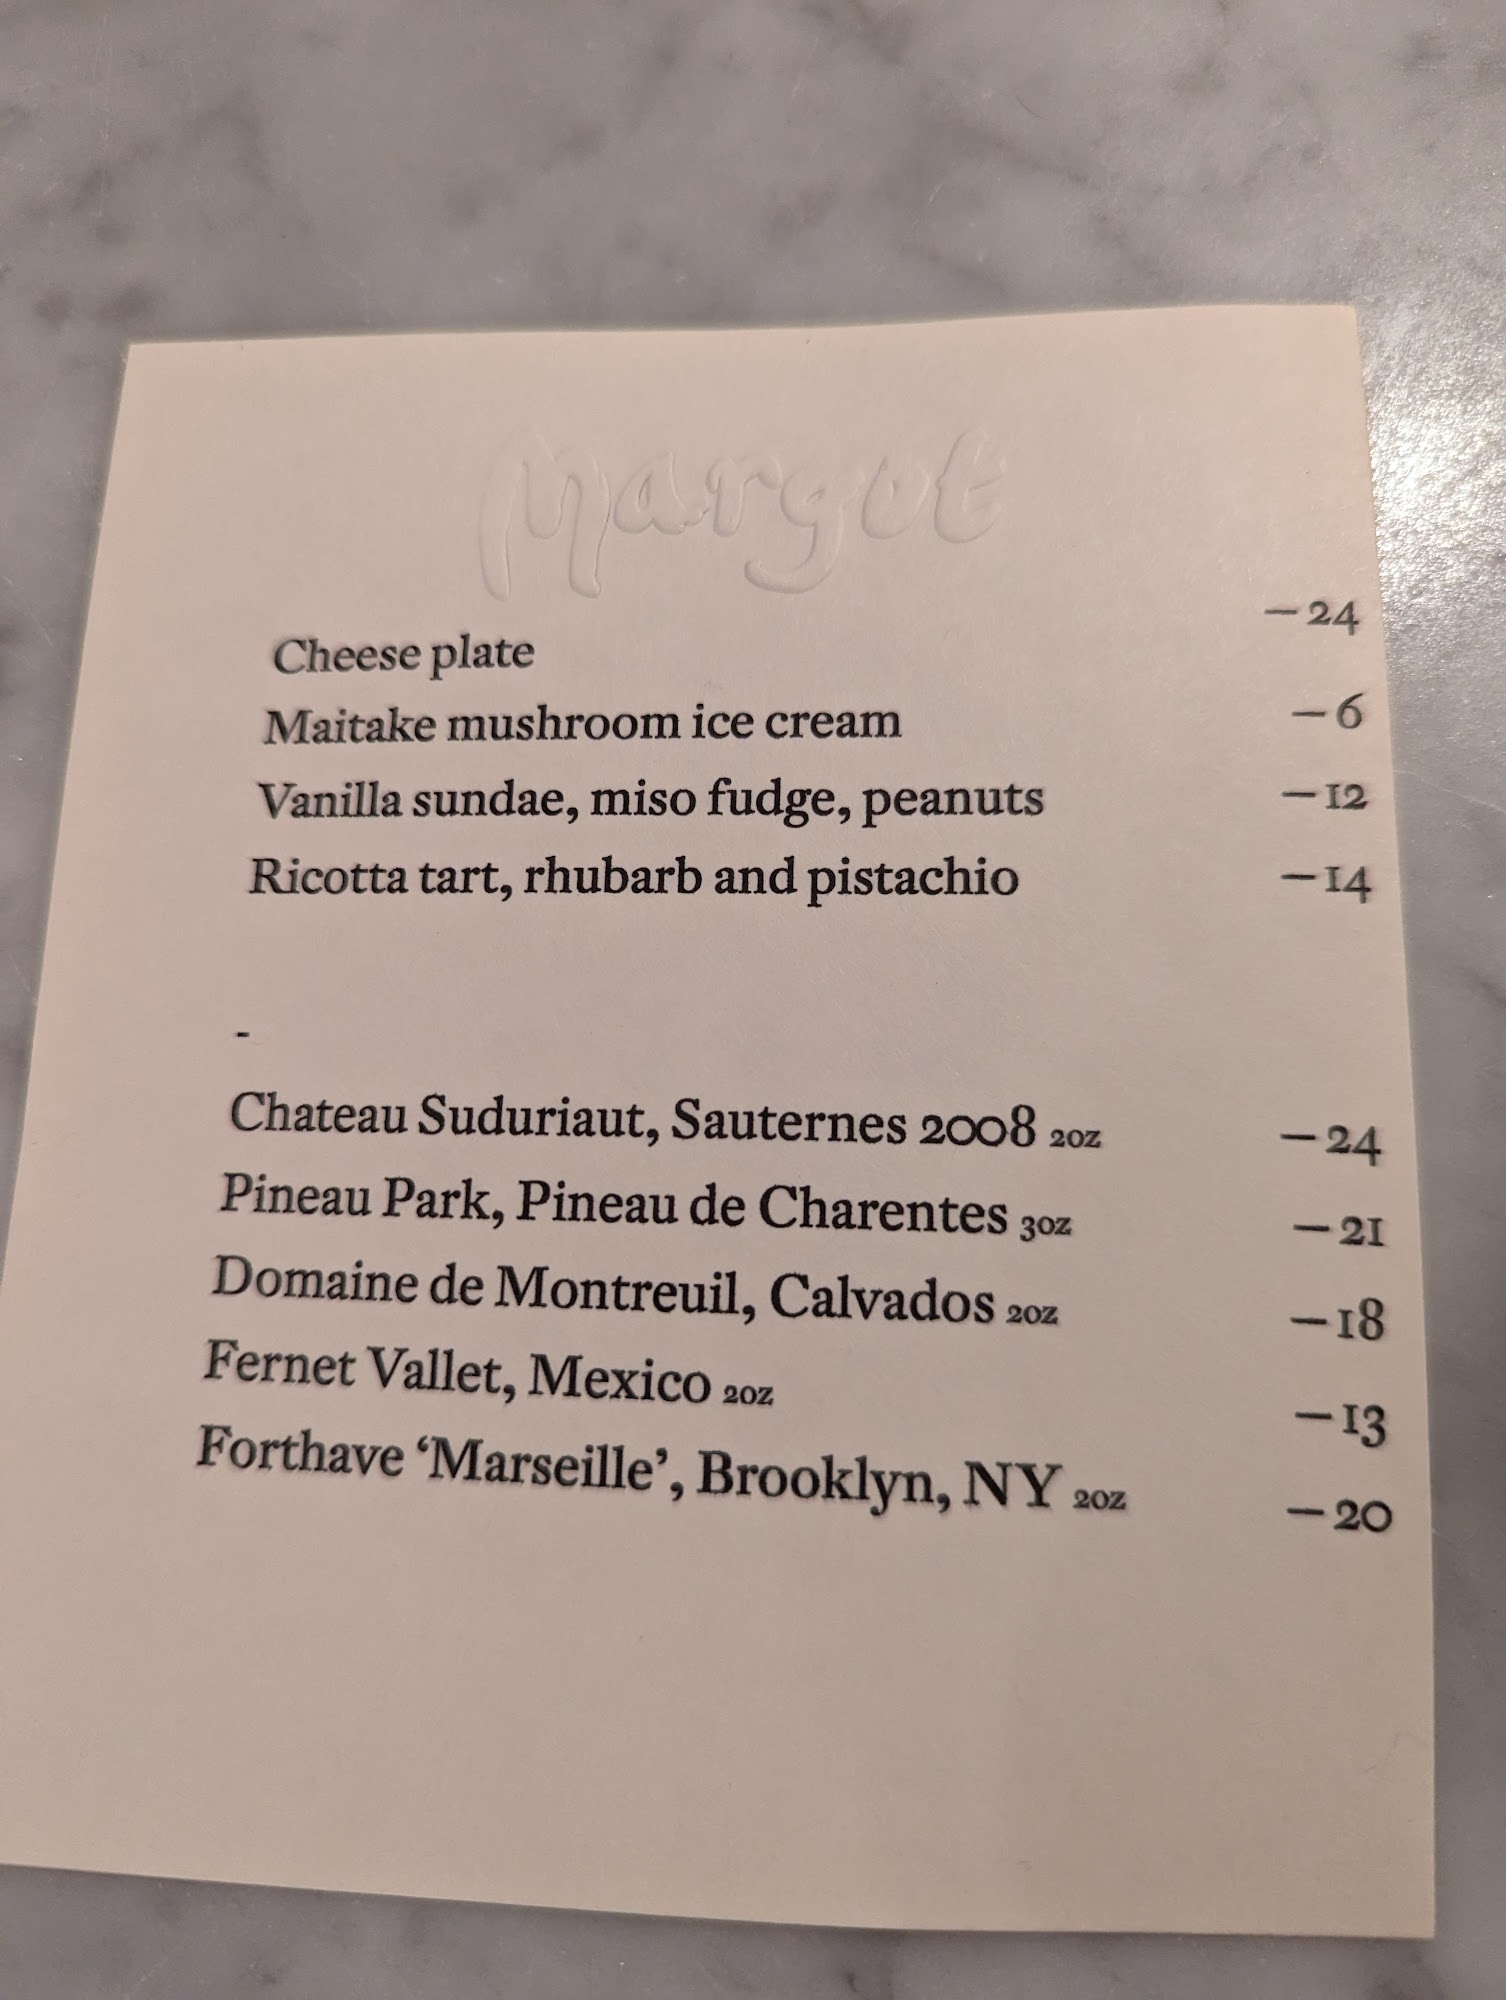 Margot
Cheese plate —24
Maitake mushroom ice cream —6
Vanilla sundae, miso fudge, peanuts —12
Ricotta tart, rhubarb and pistachio —14
-
Chateau Suduriaut, Sauternes 2008 2oz —24
Pineau Park, Pineau de Charentes 3oz —21
Domaine de Montreuil, Calvados 2oz —18
Fernet Vallet, Mexico 2oz —13
Forthave ‘Marseille’, Brooklyn, NY 2oz —20